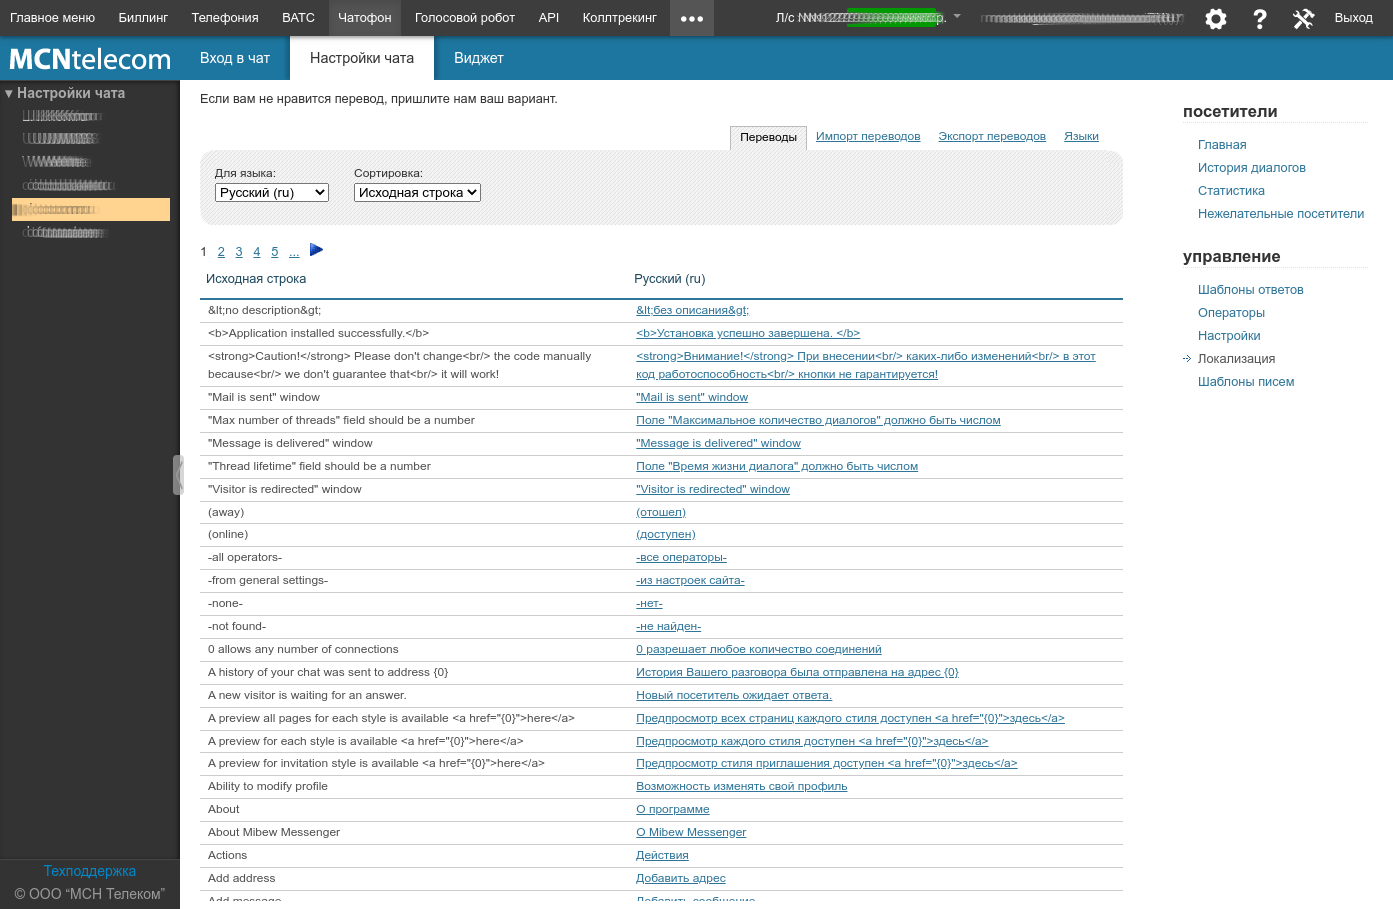 Главное меню Биллинг Телефония ВАТС Чатофон Голосовой робот API Коллтрекинг Л/с Выход
MCNtelecom Вход в чат Настройки чата Виджет
Настройки чата
Если вам не нравится перевод, пришлите нам ваш вариант.
Переводы Импорт переводов Экспорт переводов Языки
Для языка: Сортировка:
Русский (ru) Исходная строка
1 2 3 4 5 ...
Исходная строка Русский (ru)
&lt;no description&gt; &lt;без описания&gt;
<b>Application installed successfully.</b> <b>Установка успешно завершена. </b>
<strong>Caution!</strong> Please don't change<br/> the code manually <strong>Внимание!</strong> При внесении<br/> каких-либо изменений<br/> в этот
because<br/> we don't guarantee that<br/> it will work! код работоспособность<br/> кнопки не гарантируется!
"Mail is sent" window "Mail is sent" window
"Max number of threads" field should be a number Поле "Максимальное количество диалогов" должно быть числом
"Message is delivered" window "Message is delivered" window
"Thread lifetime" field should be a number Поле "Время жизни диалога" должно быть числом
"Visitor is redirected" window "Visitor is redirected" window
(away) (отошел)
(online) (доступен)
-all operators- -все операторы-
-from general settings- -из настроек сайта-
-none- -нет-
-not found- -не найден-
0 allows any number of connections 0 разрешает любое количество соединений
A history of your chat was sent to address {0} История Вашего разговора была отправлена на адрес {0}
A new visitor is waiting for an answer. Новый посетитель ожидает ответа.
A preview all pages for each style is available <a href="{0}">here</a> Предпросмотр всех страниц каждого стиля доступен <a href="{0}">здесь</a>
A preview for each style is available <a href="{0}">here</a> Предпросмотр каждого стиля доступен <a href="{0}">здесь</a>
A preview for invitation style is available <a href="{0}">here</a> Предпросмотр стиля приглашения доступен <a href="{0}">здесь</a>
Ability to modify profile Возможность изменять свой профиль
About О программе
About Mibew Messenger О Mibew Messenger
Actions Действия
Add address Добавить адрес
Add message Добавить сообщение
посетители
Главная
История диалогов
Статистика
Нежелательные посетители
управление
Шаблоны ответов
Операторы
Настройки
Локализация
Шаблоны писем
Техподдержка
© ООО “МСН Телеком”